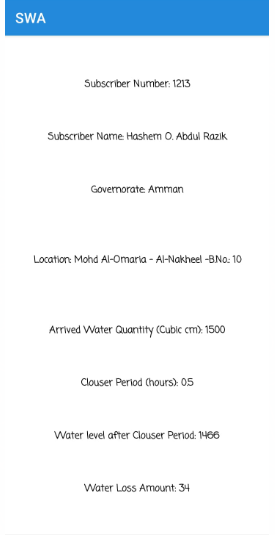 SWA
Subscriber Number: 1213
Subscriber Name: Hashem O. Abdul Razik
Governorate: Amman
Location: Mohd Al-Omaria - Al-Nakheel -B.No.: 10
Arrived Water Quantity (Cubic cm): 1500
Clouser Period (hours): 0.5
Water level after Clouser Period: 1466
Water Loss Amount: 34